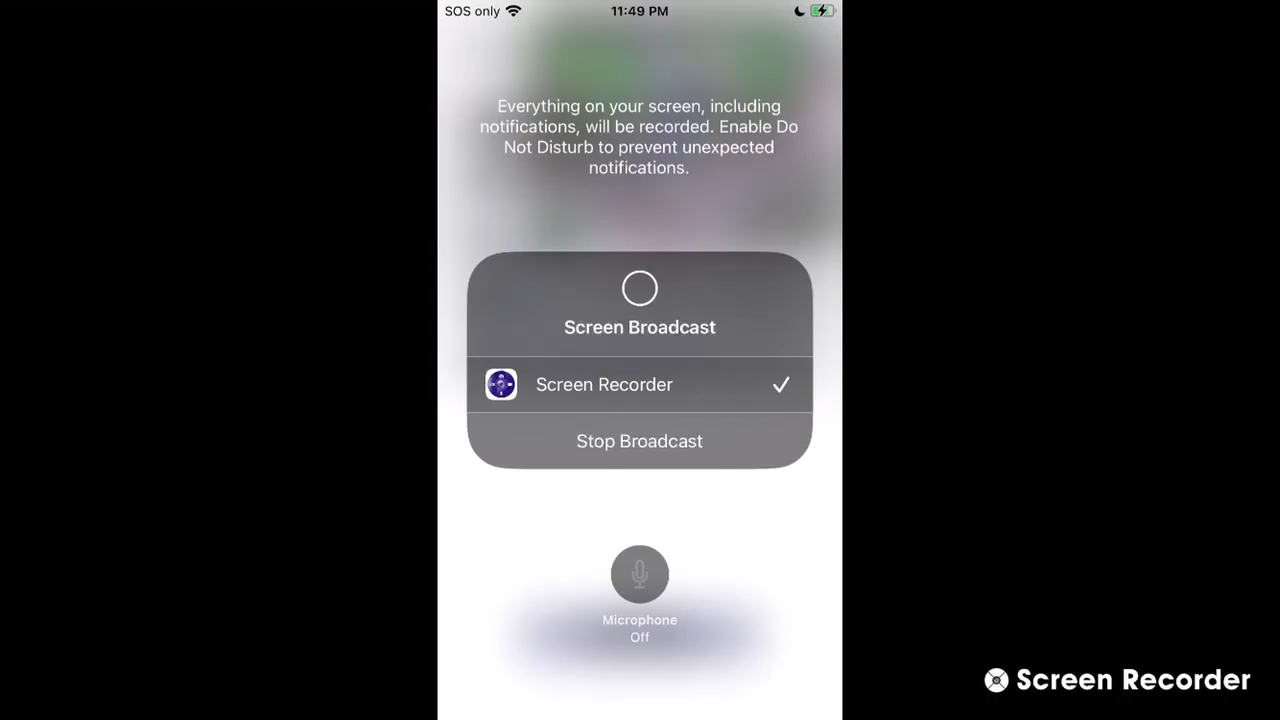 SOS only 11:49 PM
Everything on your screen, including
notifications, will be recorded. Enable Do
Not Disturb to prevent unexpected
notifications.
Screen Broadcast
Screen Recorder
Stop Broadcast
Microphone
Off
Screen Recorder